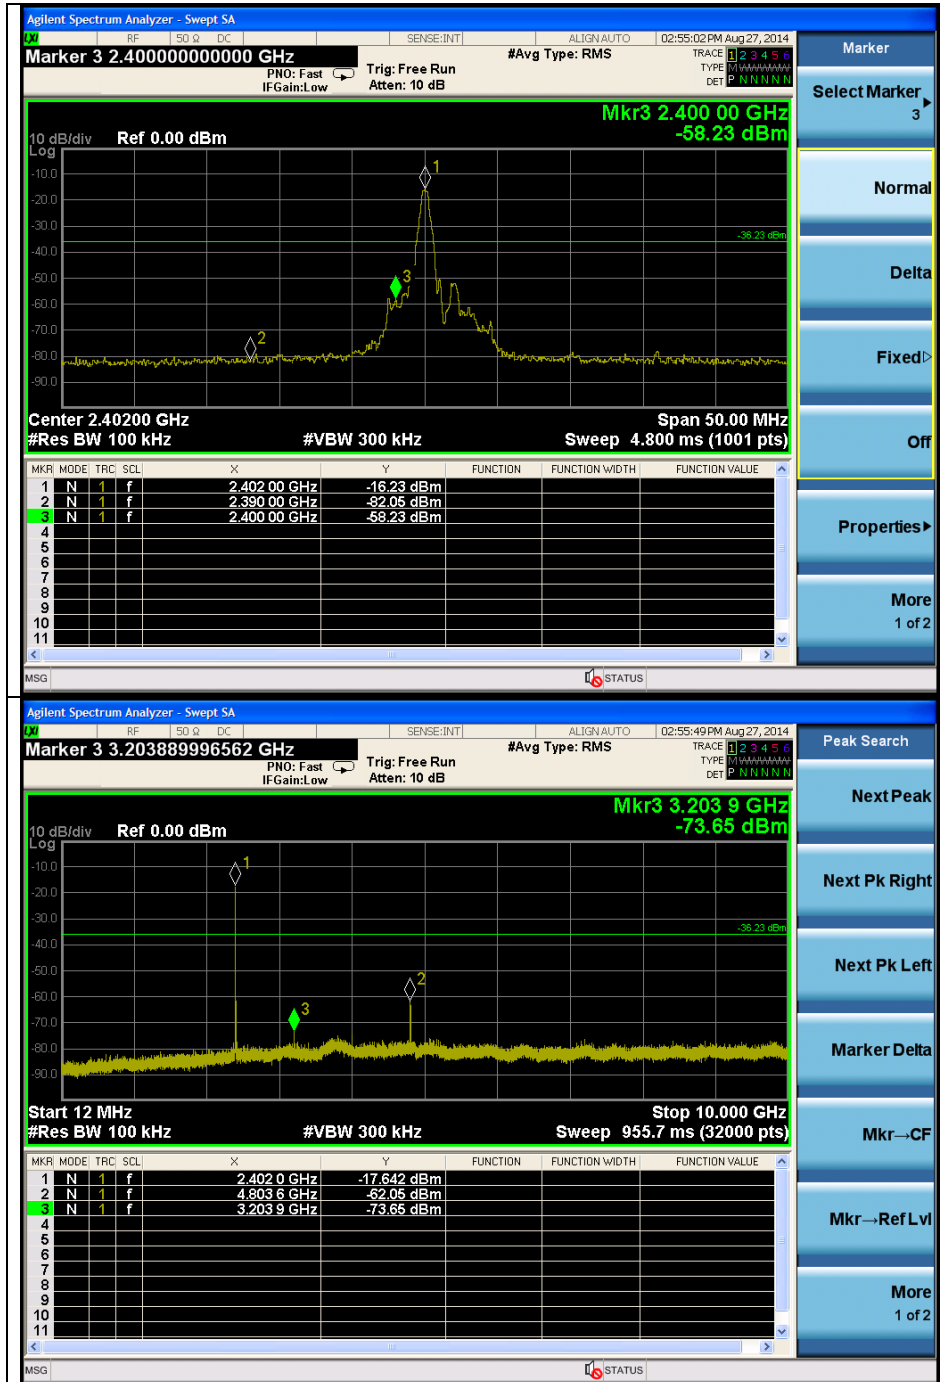 Agilent Spectrum Analyzer - Swept SA
LXI RF 50 Ω DC SENSE:INT ALIGN AUTO 02:55:02 PM Aug 27, 2014
Marker 3 2.400000000000 GHz #Avg Type: RMS TRACE 1 2 3 4 5 6
PNO: Fast Trig: Free Run TYPE M WWWWW
IFGain:Low Atten: 10 dB DET P N N N N N
Mkr3 2.400 00 GHz
10 dB/div Ref 0.00 dBm -58.23 dBm
Log
-10.0
1
-20.0
-30.0
-36.23 dBm
-40.0
-50.0
3
-60.0
-70.0
2
-80.0
-90.0
Center 2.40200 GHz Span 50.00 MHz
#Res BW 100 kHz #VBW 300 kHz Sweep 4.800 ms (1001 pts)
MKR MODE TRC SCL X Y FUNCTION FUNCTION WIDTH FUNCTION VALUE
1 N 1 f 2.402 00 GHz -16.23 dBm
2 N 1 f 2.390 00 GHz -82.05 dBm
3 N 1 f 2.400 00 GHz -58.23 dBm
4
5
6
7
8
9
10
11
MSG STATUS
Marker
Select Marker
3
Normal
Delta
Fixed
Off
Properties
More
1 of 2
Agilent Spectrum Analyzer - Swept SA
LXI RF 50 Ω DC SENSE:INT ALIGN AUTO 02:55:49 PM Aug 27, 2014
Marker 3 3.203889996562 GHz #Avg Type: RMS TRACE 1 2 3 4 5 6
PNO: Fast Trig: Free Run TYPE M WWWWW
IFGain:Low Atten: 10 dB DET P N N N N N
Mkr3 3.203 9 GHz
10 dB/div Ref 0.00 dBm -73.65 dBm
Log
1
-10.0
-20.0
-30.0
-36.23 dBm
-40.0
-50.0
2
-60.0
3
-70.0
-80.0
-90.0
Start 12 MHz Stop 10.000 GHz
#Res BW 100 kHz #VBW 300 kHz Sweep 955.7 ms (32000 pts)
MKR MODE TRC SCL X Y FUNCTION FUNCTION WIDTH FUNCTION VALUE
1 N 1 f 2.402 0 GHz -17.642 dBm
2 N 1 f 4.803 6 GHz -62.05 dBm
3 N 1 f 3.203 9 GHz -73.65 dBm
4
5
6
7
8
9
10
11
MSG STATUS
Peak Search
Next Peak
Next Pk Right
Next Pk Left
Marker Delta
Mkr→CF
Mkr→Ref Lvl
More
1 of 2